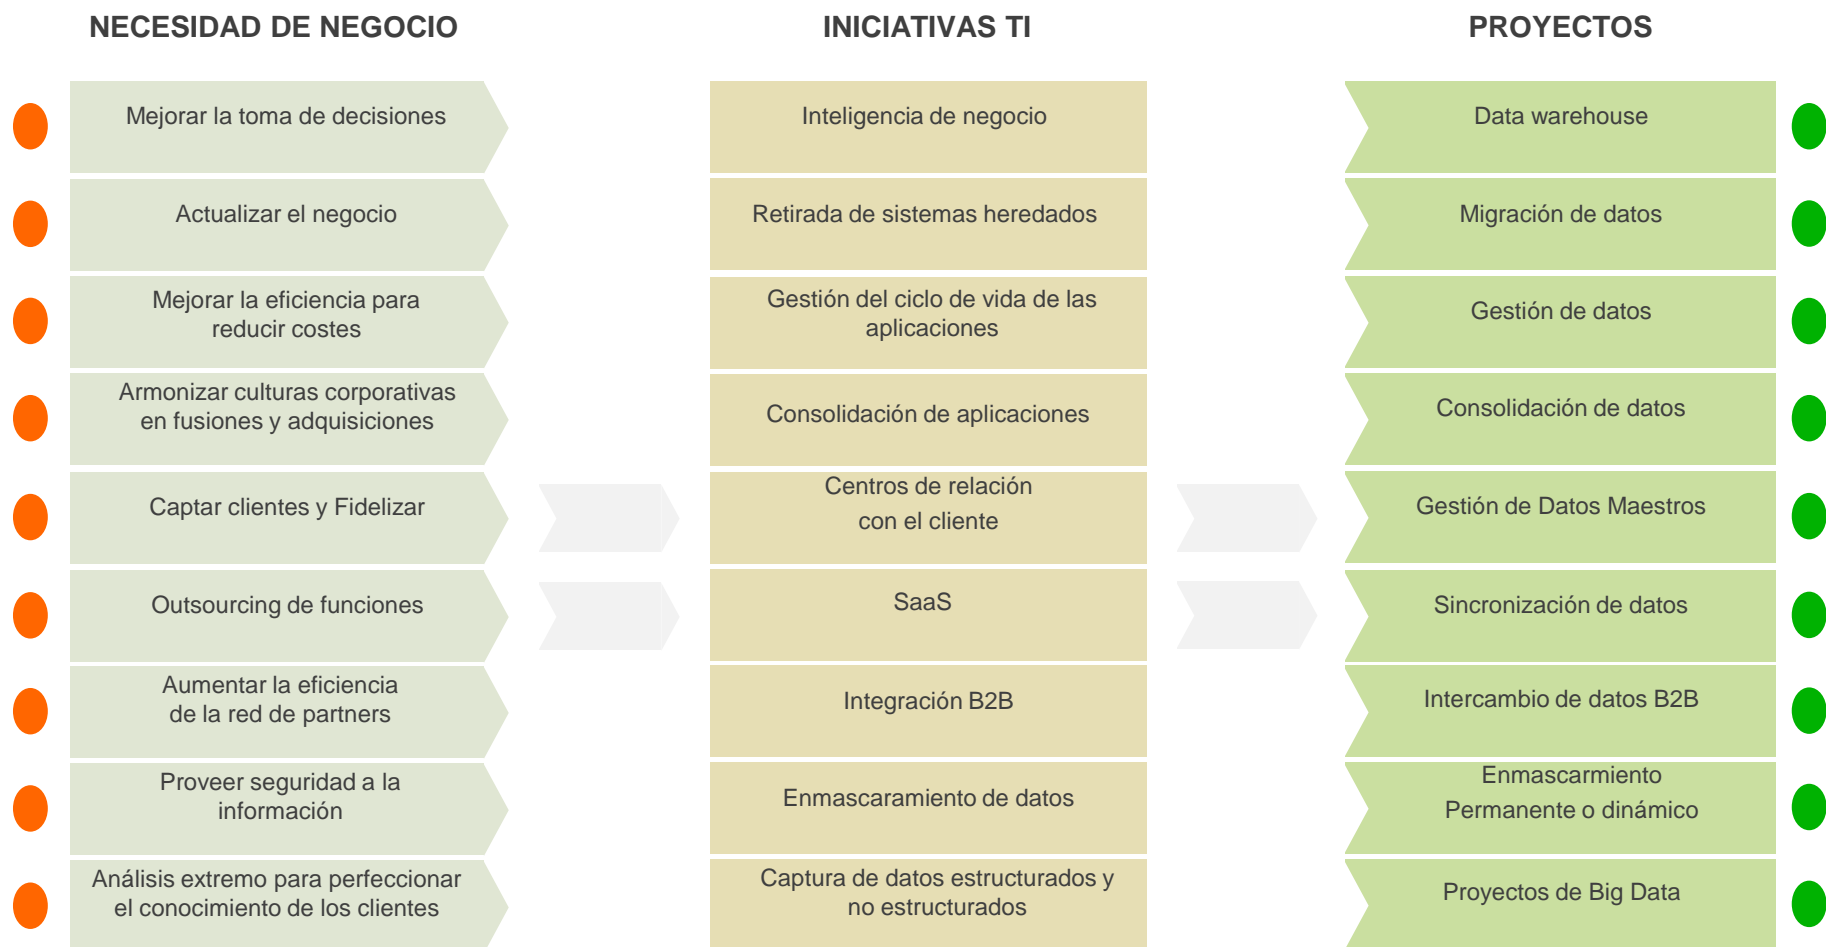 NECESIDAD DE NEGOCIO
INICIATIVAS TI
PROYECTOS
Mejorar la toma de decisiones
Inteligencia de negocio
Data warehouse
Actualizar el negocio
Retirada de sistemas heredados
Migración de datos
Mejorar la eficiencia para
reducir costes
Gestión del ciclo de vida de las
aplicaciones
Gestión de datos
Armonizar culturas corporativas
en fusiones y adquisiciones
Consolidación de aplicaciones
Consolidación de datos
Captar clientes y Fidelizar
Centros de relación
con el cliente
Gestión de Datos Maestros
Outsourcing de funciones
SaaS
Sincronización de datos
Aumentar la eficiencia
de la red de partners
Integración B2B
Intercambio de datos B2B
Proveer seguridad a la
información
Enmascaramiento de datos
Enmascarmiento
Permanente o dinámico
Análisis extremo para perfeccionar
el conocimiento de los clientes
Captura de datos estructurados y
no estructurados
Proyectos de Big Data